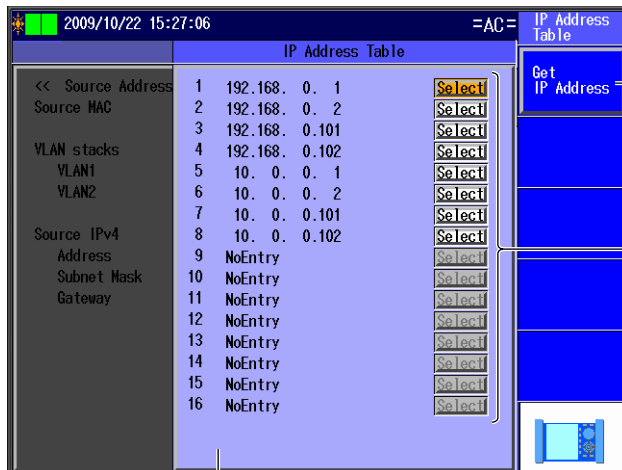 2009/10/22 15:27:06
=AC=
IP Address
Table
IP Address Table
Get
IP Address
<< Source Address
Source MAC
VLAN stacks
VLAN1
VLAN2
Source IPv4
Address
Subnet Mask
Gateway
1 192.168. 0. 1 Select
2 192.168. 0. 2 Select
3 192.168. 0.101 Select
4 192.168. 0.102 Select
5 10. 0. 0. 1 Select
6 10. 0. 0. 2 Select
7 10. 0. 0.101 Select
8 10. 0. 0.102 Select
9 NoEntry Select
10 NoEntry Select
11 NoEntry Select
12 NoEntry Select
13 NoEntry Select
14 NoEntry Select
15 NoEntry Select
16 NoEntry Select